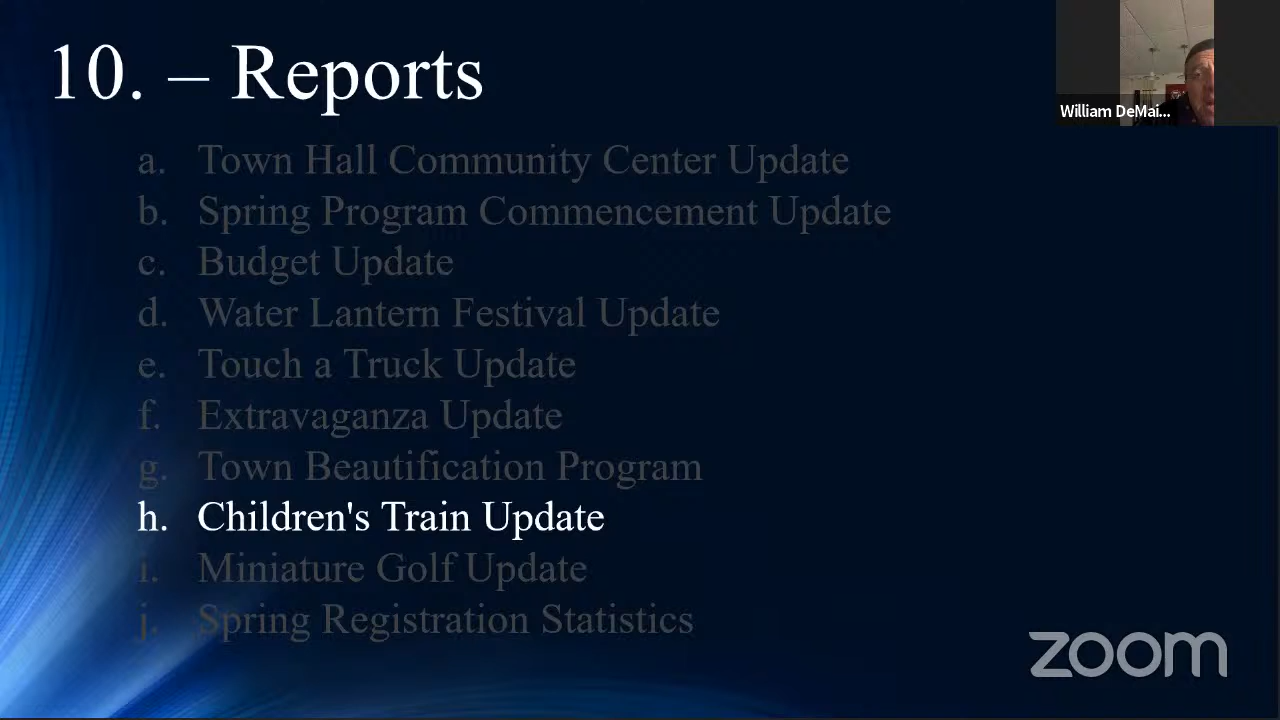 10. – Reports
William DeMai...
a. Town Hall Community Center Update
b. Spring Program Commencement Update
c. Budget Update
d. Water Lantern Festival Update
e. Touch a Truck Update
f. Extravaganza Update
g. Town Beautification Program
h. Children's Train Update
i. Miniature Golf Update
j. Spring Registration Statistics
zoom